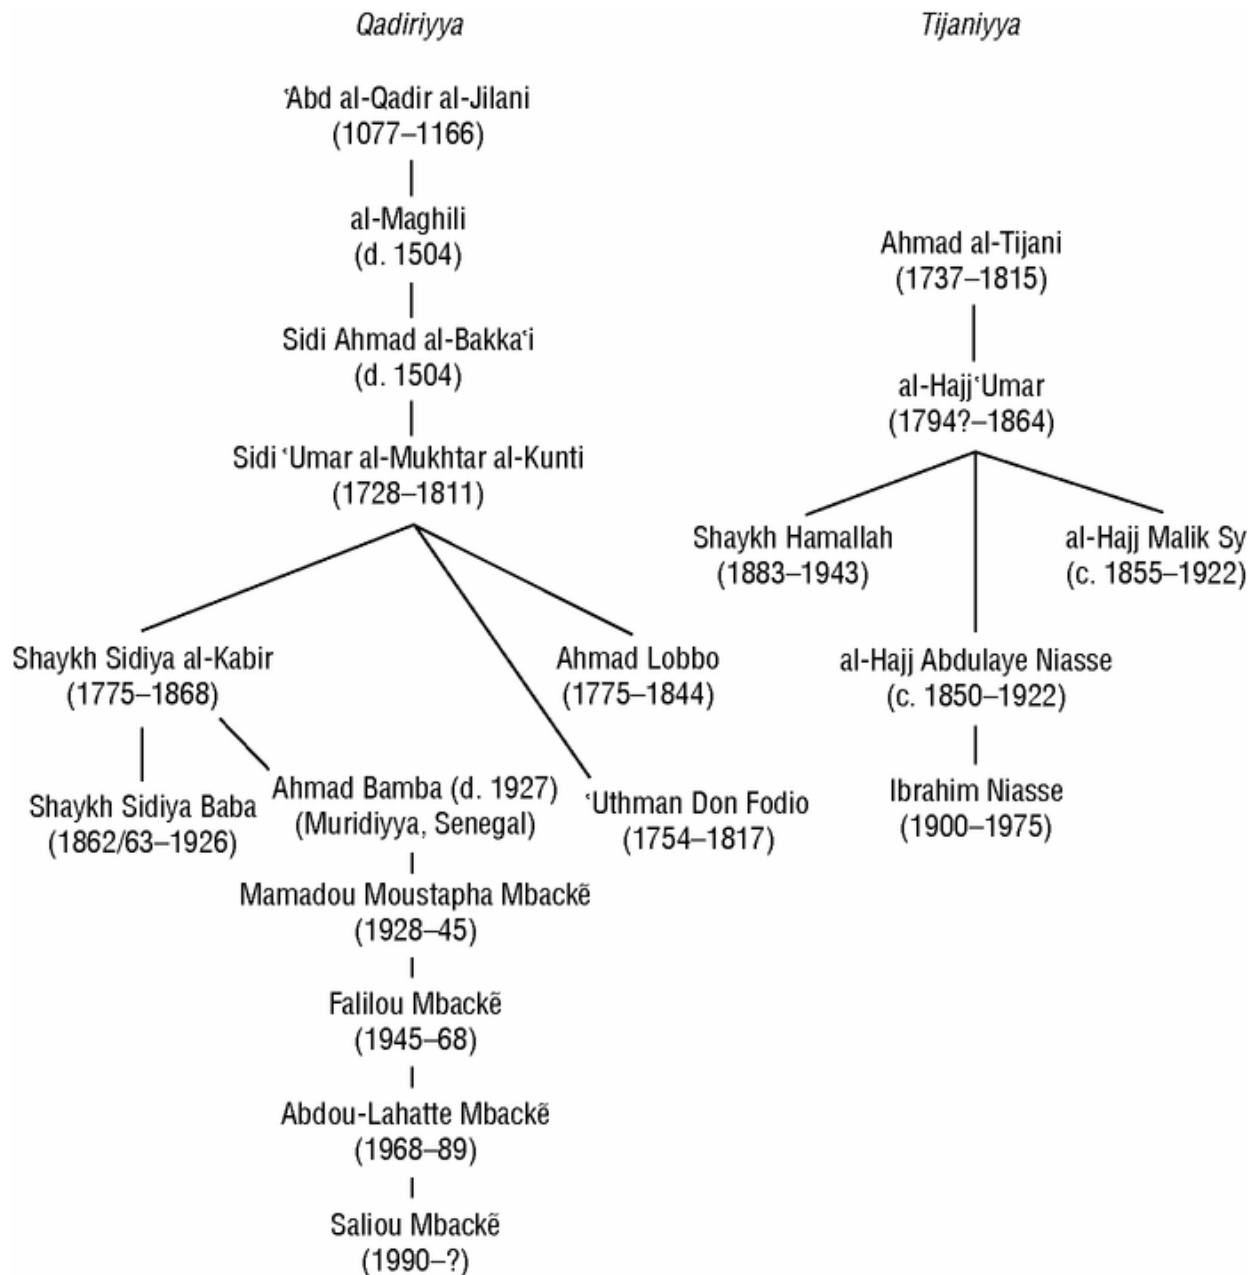 Qadiriyya
Tijaniyya
ʿAbd al-Qadir al-Jilani
(1077–1166)
al-Maghili
(d. 1504)
Sidi Ahmad al-Bakkaʿi
(d. 1504)
Sidi ʿUmar al-Mukhtar al-Kunti
(1728–1811)
Ahmad al-Tijani
(1737–1815)
al-Hajj ʿUmar
(1794?–1864)
Shaykh Hamallah
(1883–1943)
al-Hajj Malik Sy
(c. 1855–1922)
Shaykh Sidiya al-Kabir
(1775–1868)
Ahmad Lobbo
(1775–1844)
al-Hajj Abdulaye Niasse
(c. 1850–1922)
Shaykh Sidiya Baba
(1862/63–1926)
Ahmad Bamba (d. 1927)
(Muridiyya, Senegal)
ʿUthman Don Fodio
(1754–1817)
Ibrahim Niasse
(1900–1975)
Mamadou Moustapha Mbackẽ
(1928–45)
Falilou Mbackẽ
(1945–68)
Abdou-Lahatte Mbackẽ
(1968–89)
Saliou Mbackẽ
(1990–?)